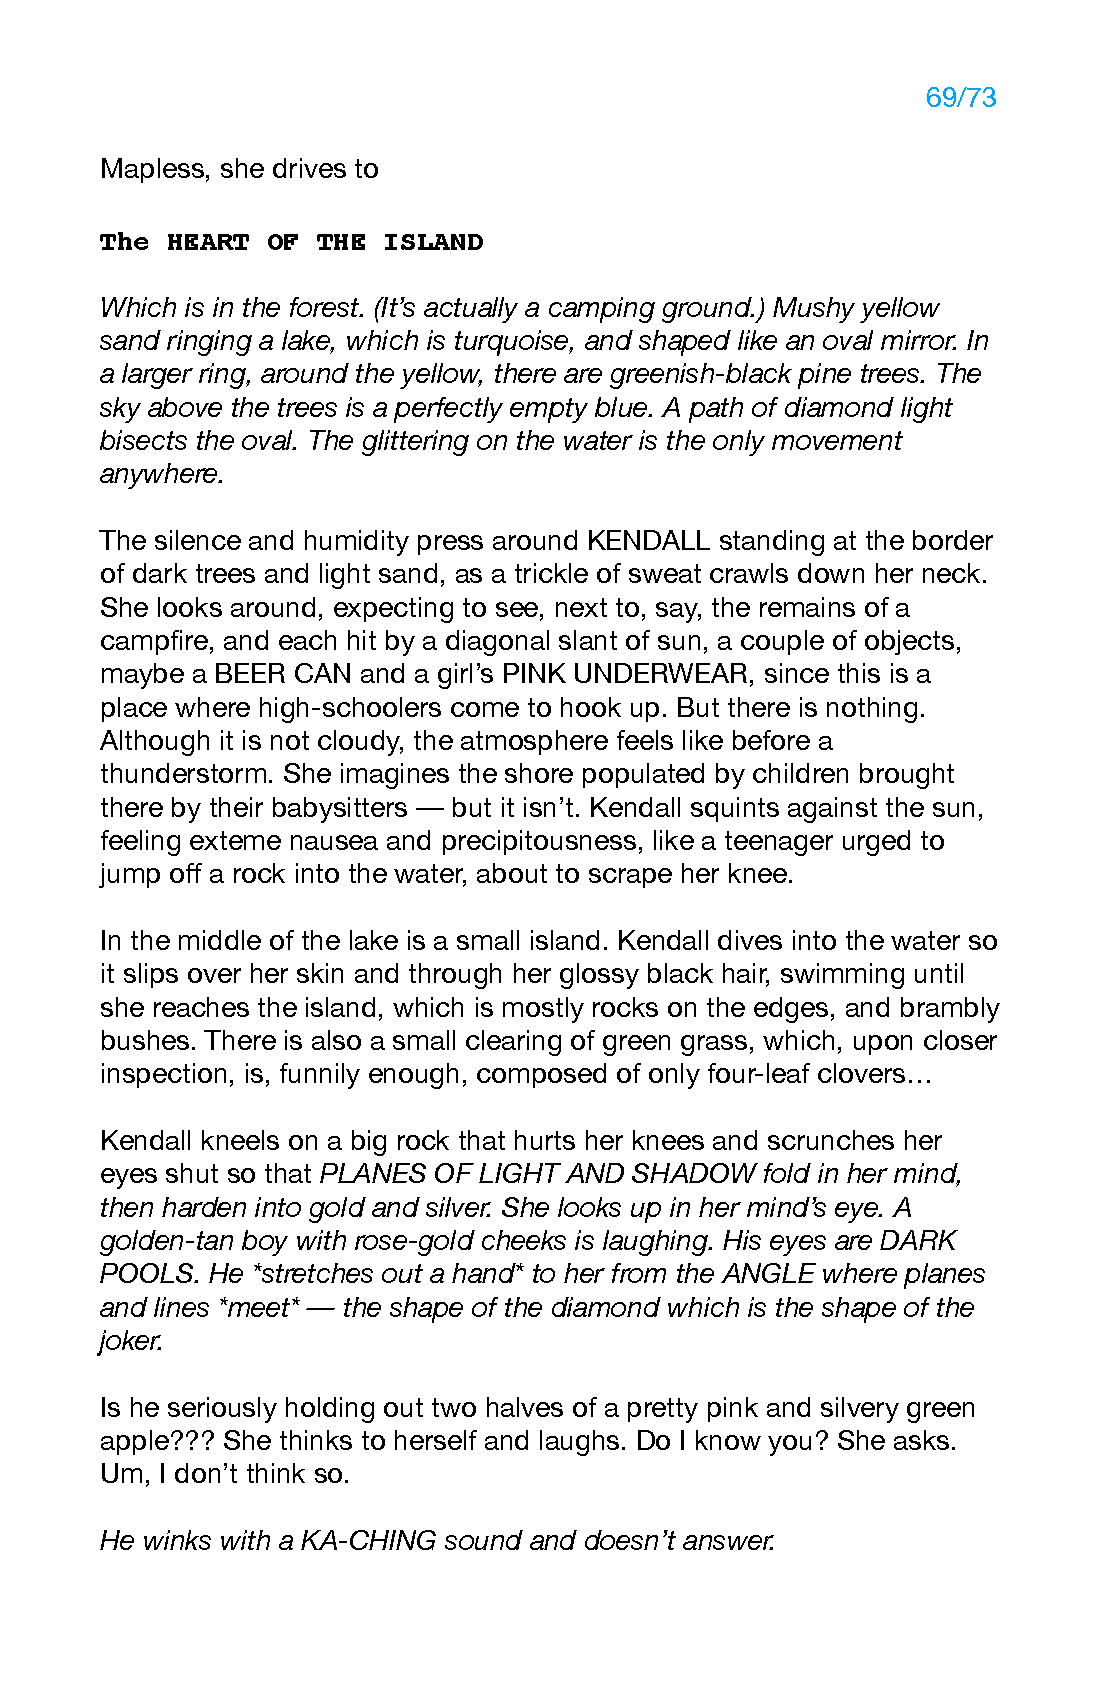 69/73
Mapless, she drives to
The HEART OF THE ISLAND
Which is in the forest. (It’s actually a camping ground.) Mushy yellow
sand ringing a lake, which is turquoise, and shaped like an oval mirror. In
a larger ring, around the yellow, there are greenish-black pine trees. The
sky above the trees is a perfectly empty blue. A path of diamond light
bisects the oval. The glittering on the water is the only movement
anywhere.
The silence and humidity press around KENDALL standing at the border
of dark trees and light sand, as a trickle of sweat crawls down her neck.
She looks around, expecting to see, next to, say, the remains of a
campfire, and each hit by a diagonal slant of sun, a couple of objects,
maybe a BEER CAN and a girl’s PINK UNDERWEAR, since this is a
place where high-schoolers come to hook up. But there is nothing.
Although it is not cloudy, the atmosphere feels like before a
thunderstorm. She imagines the shore populated by children brought
there by their babysitters — but it isn’t. Kendall squints against the sun,
feeling exteme nausea and precipitousness, like a teenager urged to
jump off a rock into the water, about to scrape her knee.
In the middle of the lake is a small island. Kendall dives into the water so
it slips over her skin and through her glossy black hair, swimming until
she reaches the island, which is mostly rocks on the edges, and brambly
bushes. There is also a small clearing of green grass, which, upon closer
inspection, is, funnily enough, composed of only four-leaf clovers…
Kendall kneels on a big rock that hurts her knees and scrunches her
eyes shut so that PLANES OF LIGHT AND SHADOW fold in her mind,
then harden into gold and silver. She looks up in her mind’s eye. A
golden-tan boy with rose-gold cheeks is laughing. His eyes are DARK
POOLS. He *stretches out a hand* to her from the ANGLE where planes
and lines *meet* — the shape of the diamond which is the shape of the
joker.
Is he seriously holding out two halves of a pretty pink and silvery green
apple??? She thinks to herself and laughs. Do I know you? She asks.
Um, I don’t think so.
He winks with a KA-CHING sound and doesn’t answer.